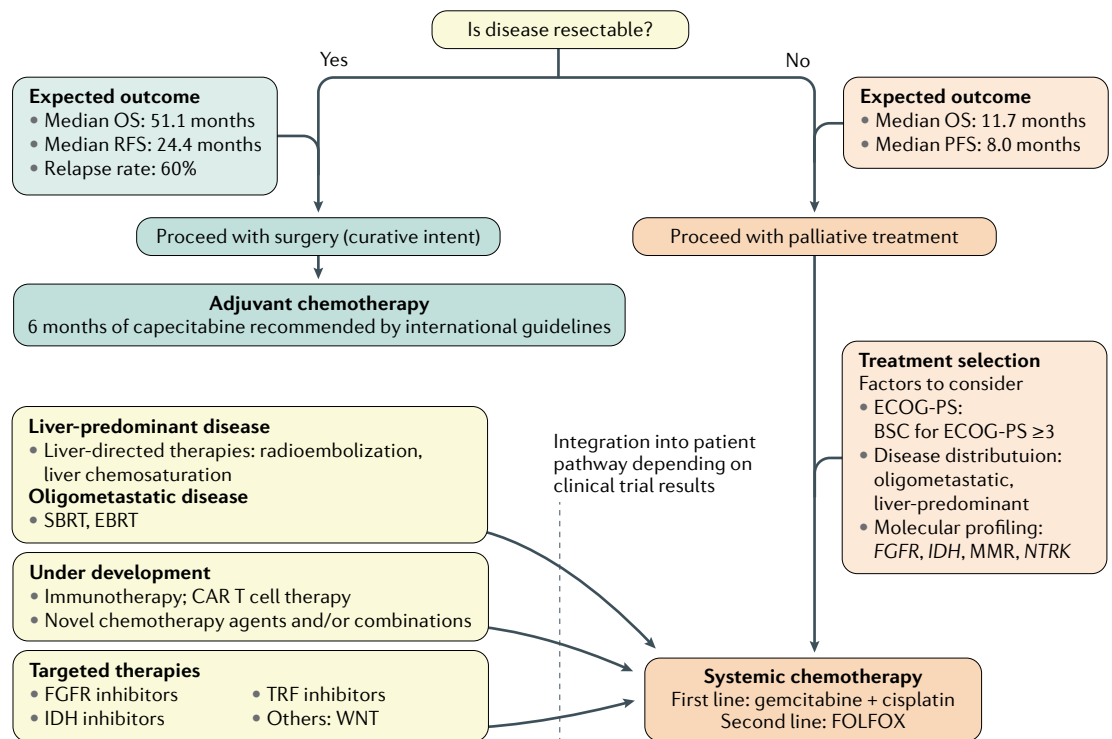 Is disease resectable?
Yes
No
Expected outcome
• Median OS: 51.1 months
• Median RFS: 24.4 months
• Relapse rate: 60%
Expected outcome
• Median OS: 11.7 months
• Median PFS: 8.0 months
Proceed with surgery (curative intent)
Proceed with palliative treatment
Adjuvant chemotherapy
6 months of capecitabine recommended by international guidelines
Treatment selection
Factors to consider
• ECOG-PS:
BSC for ECOG-PS ≥3
• Disease distributuion:
oligometastatic,
liver-predominant
• Molecular profiling:
FGFR, IDH, MMR, NTRK
Liver-predominant disease
• Liver-directed therapies: radioembolization,
liver chemosaturation
Oligometastatic disease
• SBRT, EBRT
Integration into patient
pathway depending on
clinical trial results
Under development
• Immunotherapy; CAR T cell therapy
• Novel chemotherapy agents and/or combinations
Targeted therapies
• FGFR inhibitors
• TRF inhibitors
• IDH inhibitors
• Others: WNT
Systemic chemotherapy
First line: gemcitabine + cisplatin
Second line: FOLFOX